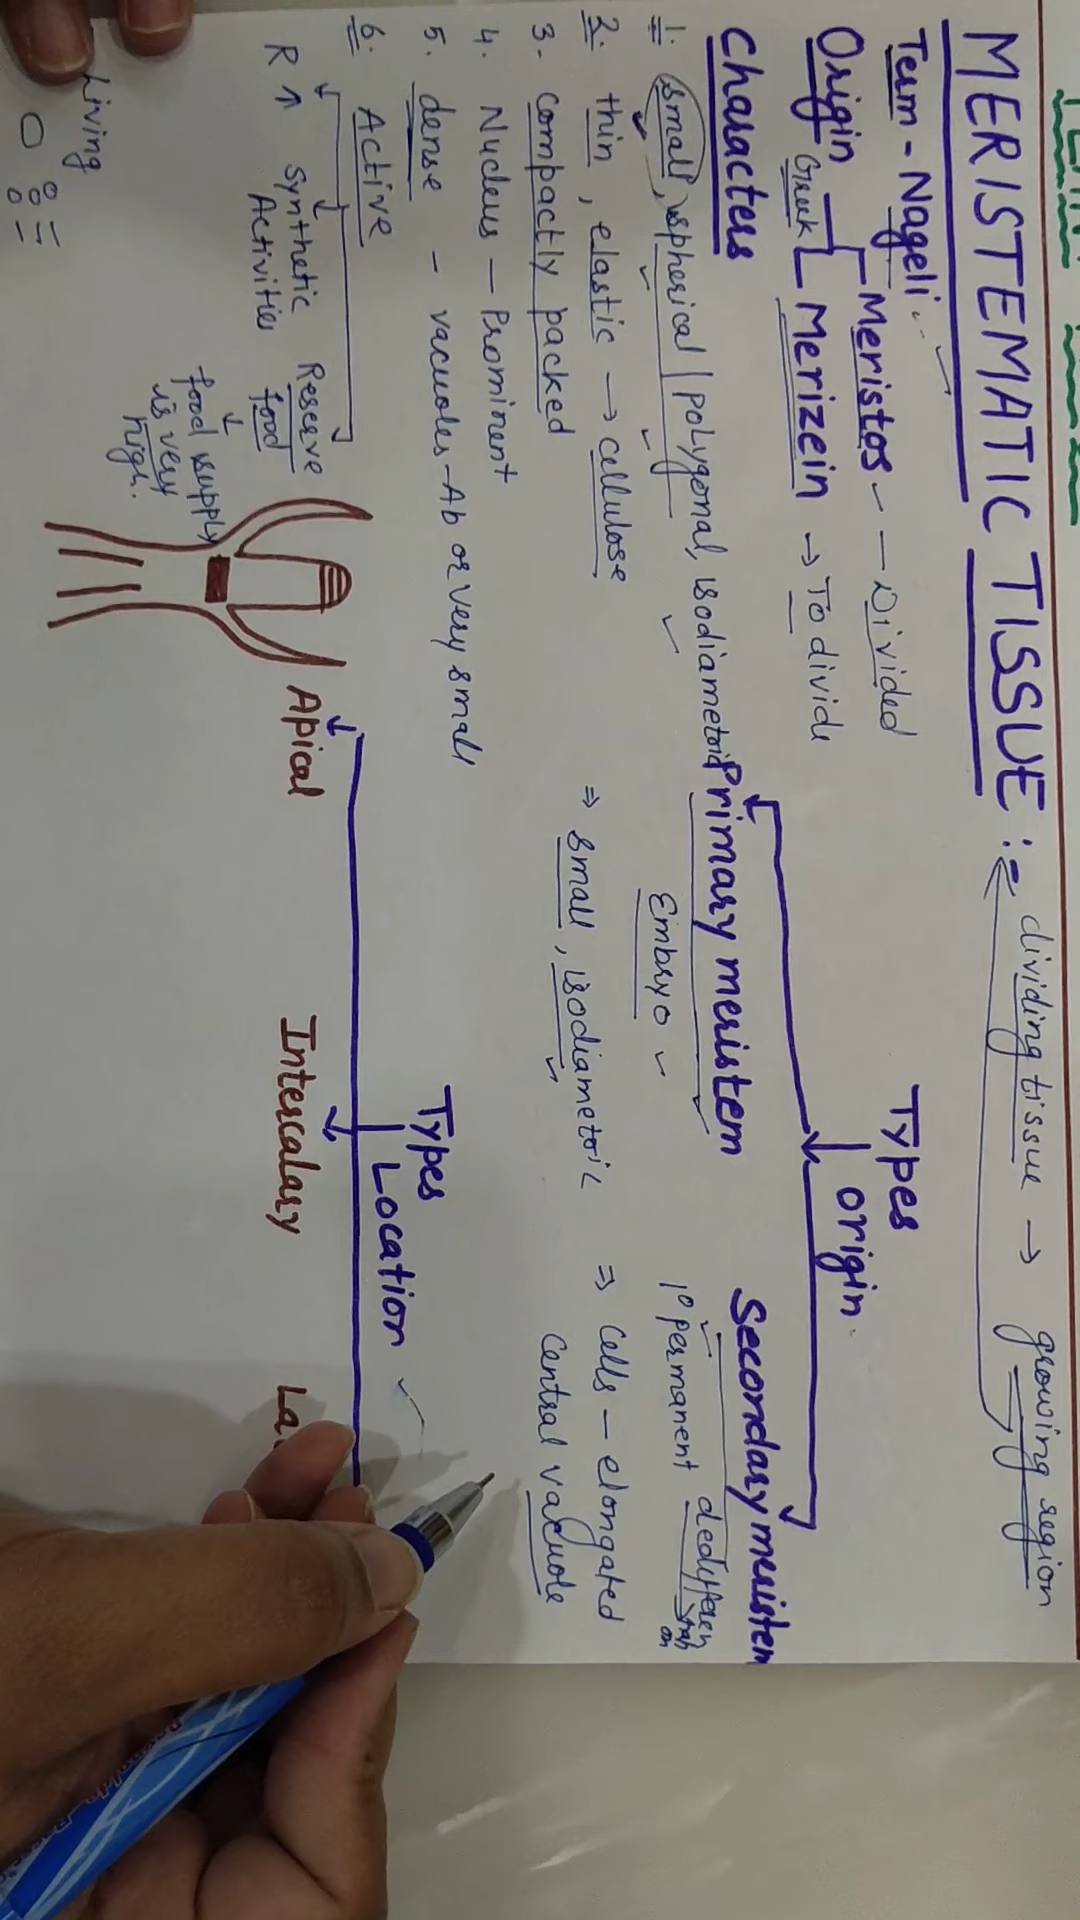 MERISTEMATIC TISSUE :- dividing tissue → growing region
Term - Nageli
Origin Greek Meristos - Divided
Merizein → To divide
Characters
1. small, spherical / polygonal, isodiametric
2. thin, elastic → cellulose
3. compactly packed
4. Nucleus - Prominent
5. dense - vacuoles - Ab or very small
6. Active
R ↑ Synthetic Activities
Reserve food
↓
food supply is very high.
Living
Types
Origin
Primary meristem
Embryo
⇒ small, isodiametric
Secondary meristem
1° permanent dedifferentiation
⇒ cells - elongated
central vacuole
Types
Location
Apical
Intercalary
La